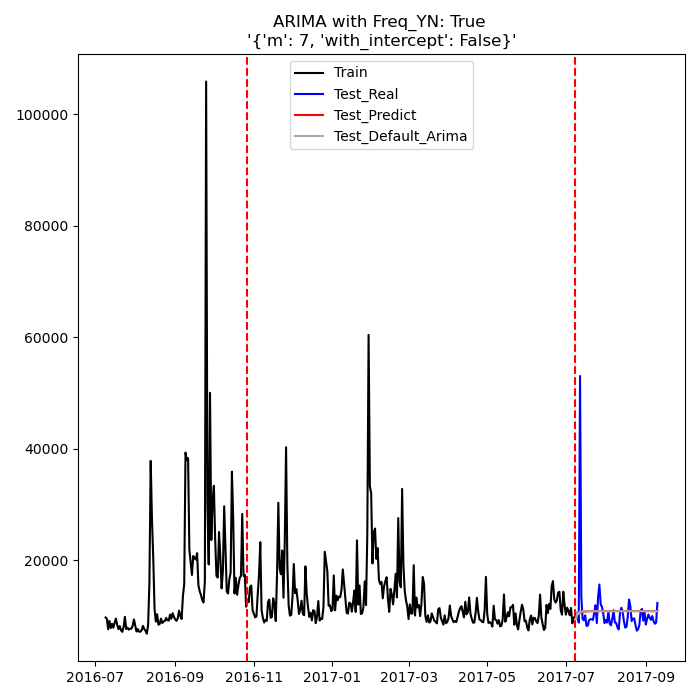 ARIMA with Freq_YN: True
'{'m': 7, 'with_intercept': False}'
Train
Test_Real
Test_Predict
Test_Default_Arima
100000
80000
60000
40000
20000
2016-07 2016-09 2016-11 2017-01 2017-03 2017-05 2017-07 2017-09